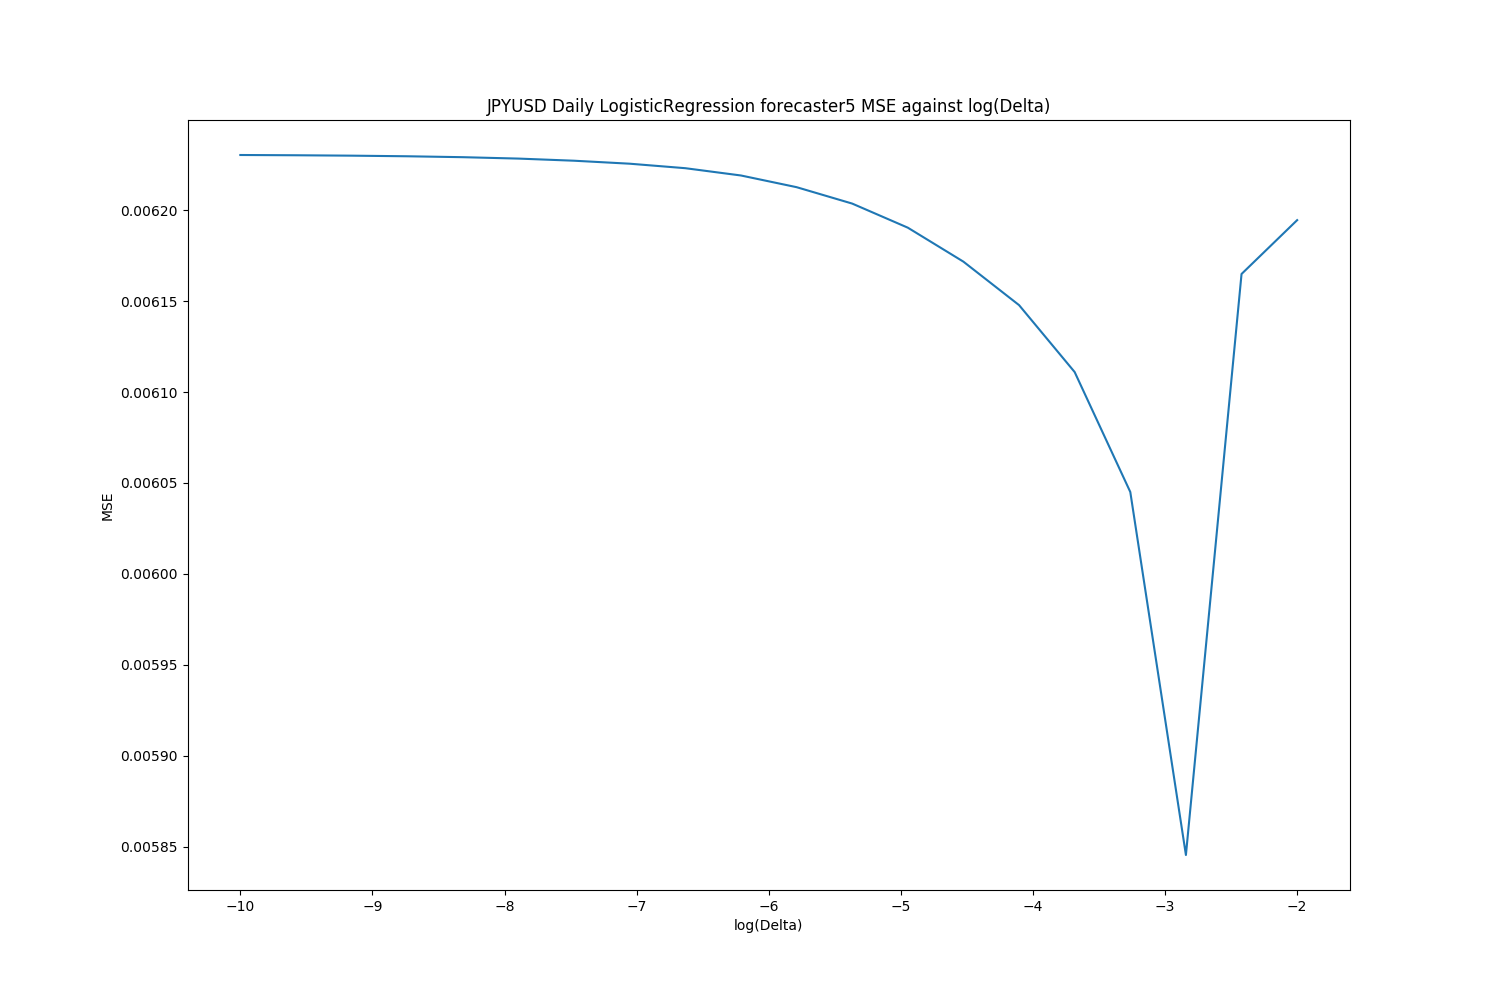 JPYUSD Daily LogisticRegression forecaster5 MSE against log(Delta)
0.00620
0.00615
0.00610
0.00605
0.00600
0.00595
0.00590
0.00585
MSE
−10 −9 −8 −7 −6 −5 −4 −3 −2
log(Delta)